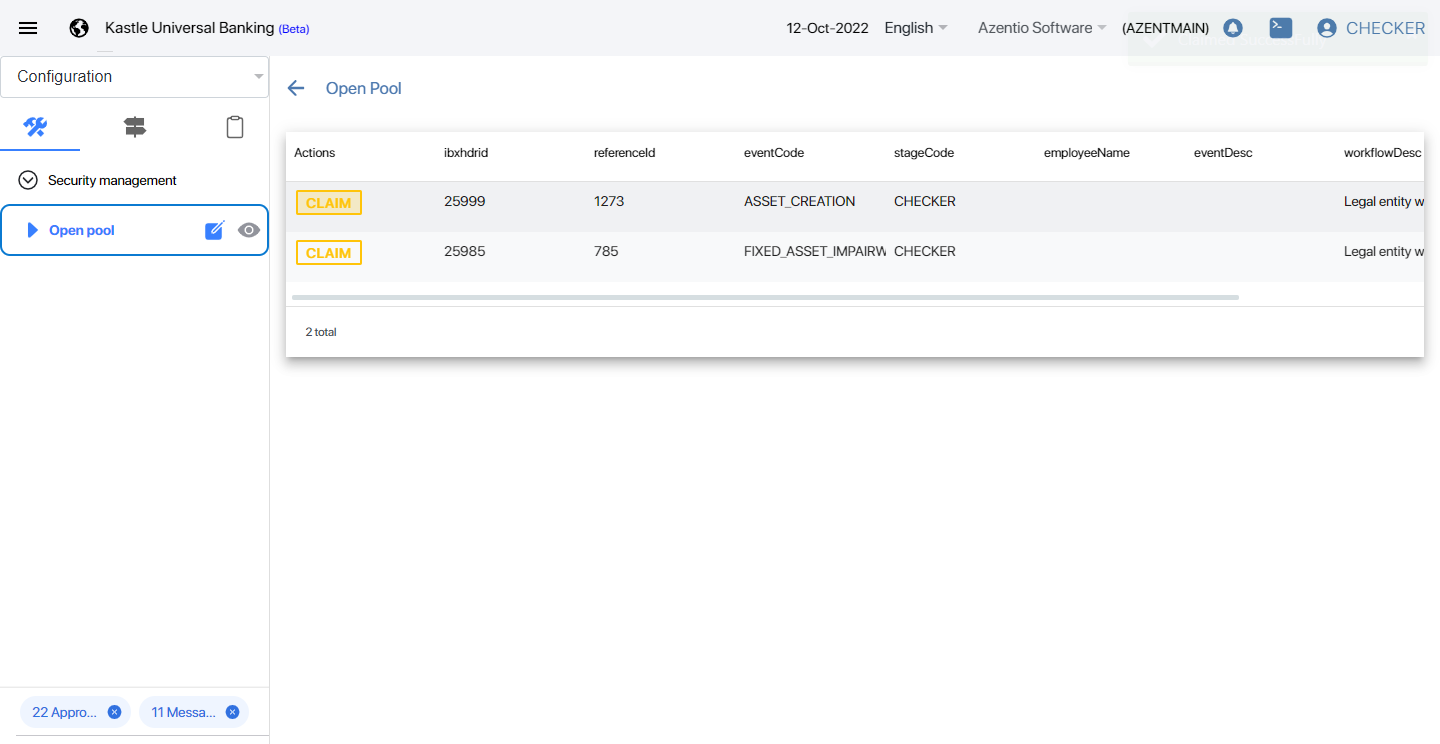 Kastle Universal Banking (Beta)
12-Oct-2022 English Azentio Software (AZENTMAIN) CHECKER
Configuration
Security management
Open pool
22 Appro... 11 Messa...
Open Pool
Actions ibxhdrid referenceId eventCode stageCode employeeName eventDesc workflowDesc
CLAIM 25999 1273 ASSET_CREATION CHECKER Legal entity w
CLAIM 25985 785 FIXED_ASSET_IMPAIRW CHECKER Legal entity w
2 total